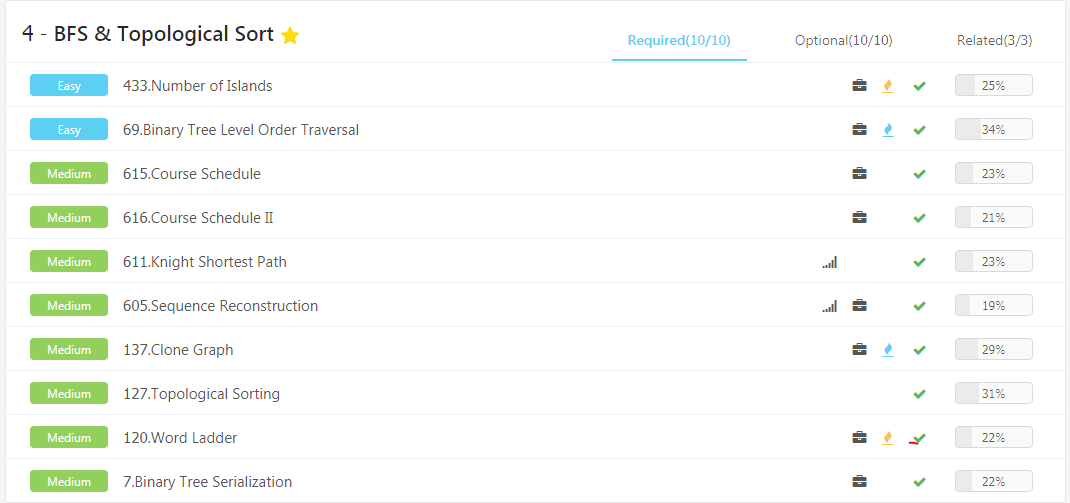 4 - BFS & Topological Sort Required(10/10) Optional(10/10) Related(3/3)
Easy 433.Number of Islands 25%
Easy 69.Binary Tree Level Order Traversal 34%
Medium 615.Course Schedule 23%
Medium 616.Course Schedule II 21%
Medium 611.Knight Shortest Path 23%
Medium 605.Sequence Reconstruction 19%
Medium 137.Clone Graph 29%
Medium 127.Topological Sorting 31%
Medium 120.Word Ladder 22%
Medium 7.Binary Tree Serialization 22%